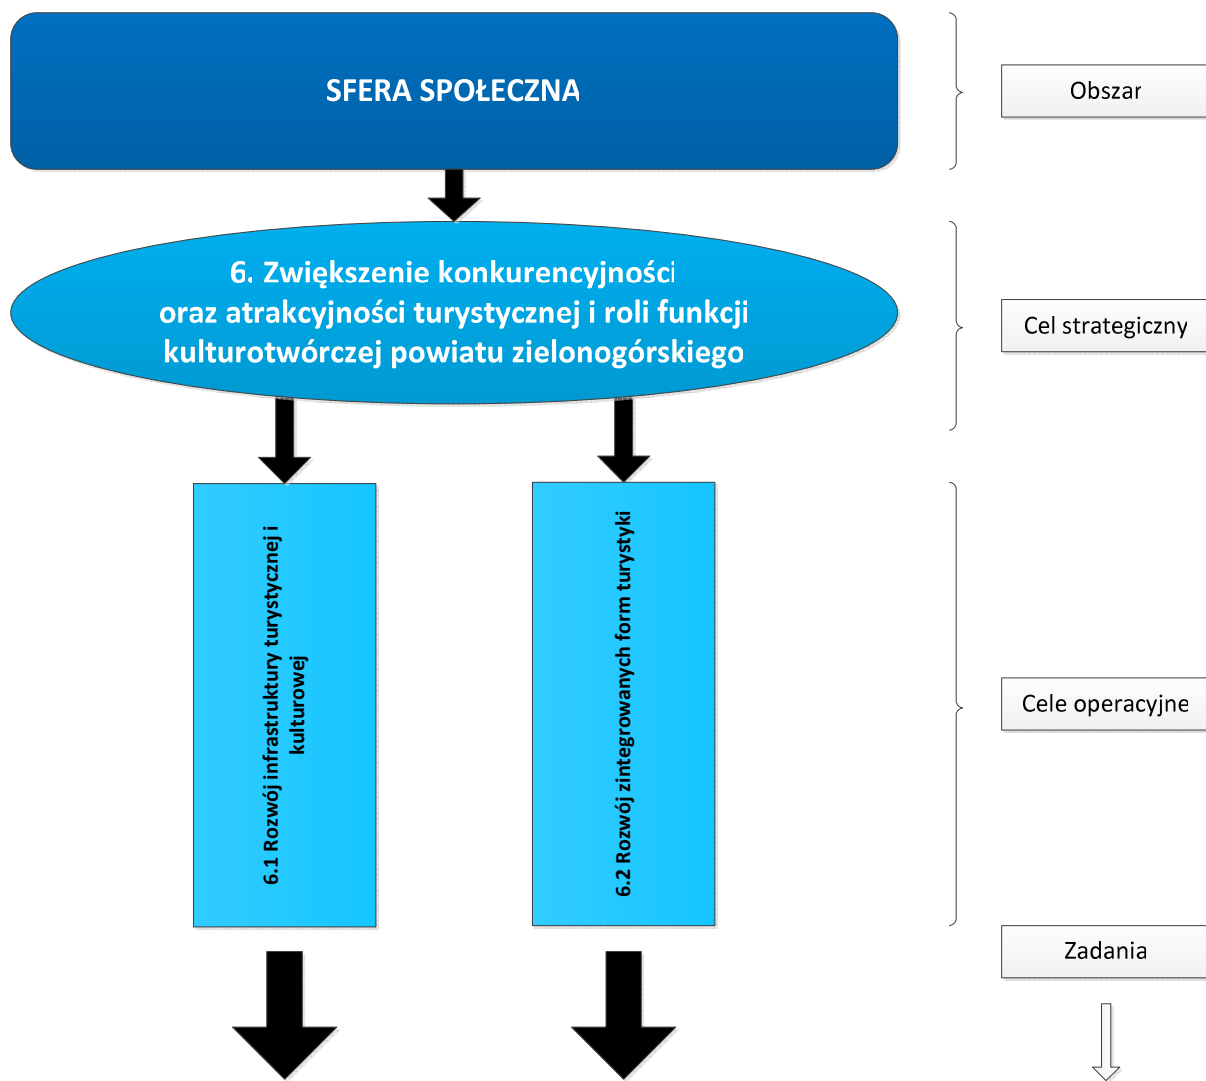 SFERA SPOŁECZNA
Obszar
6. Zwiększenie konkurencyjności
oraz atrakcyjności turystycznej i roli funkcji
kulturotwórczej powiatu zielonogórskiego
Cel strategiczny
6.1 Rozwój infrastruktury turystycznej i
kulturowej
6.2 Rozwój zintegrowanych form turystyki
Cele operacyjne
Zadania